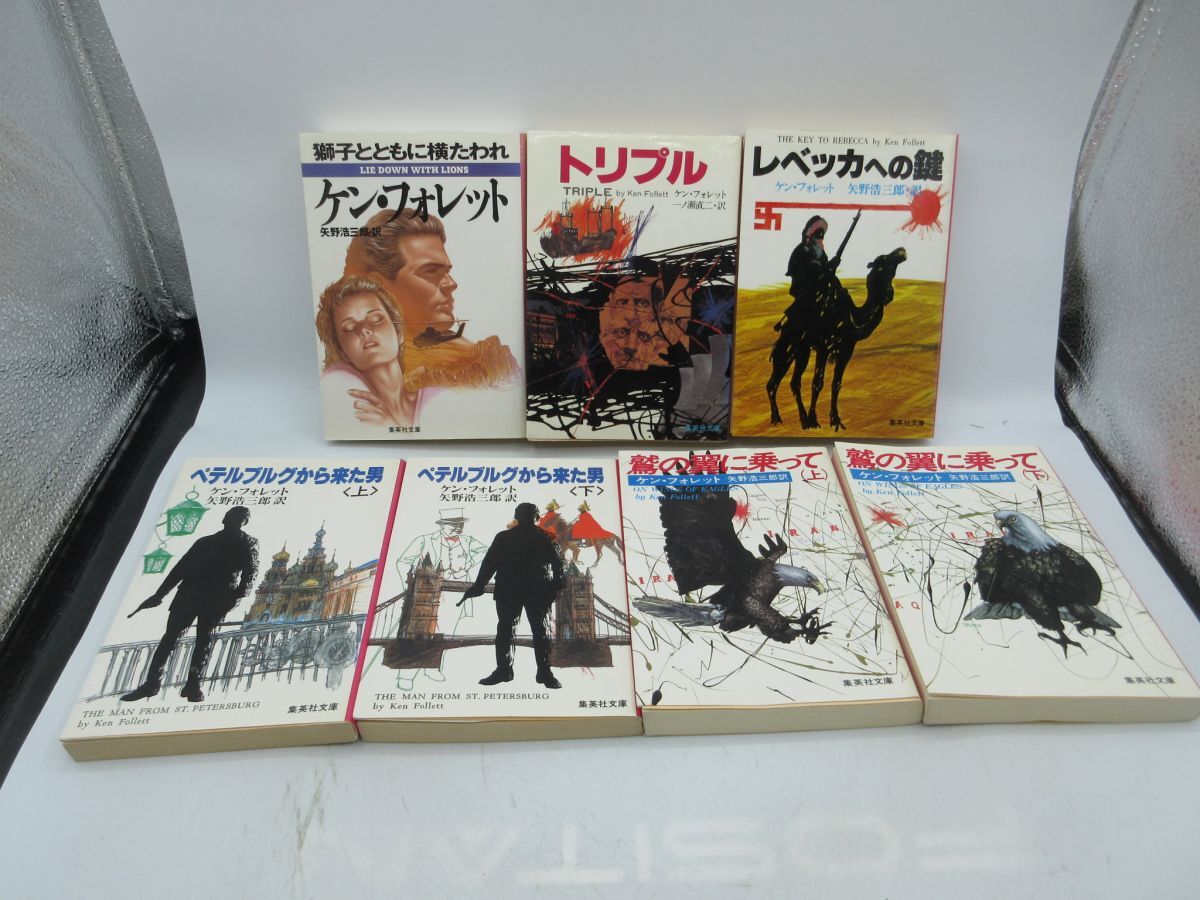 獅子とともに横たわれ
LIE DOWN WITH LIONS
ケン・フォレット
矢野浩三郎・訳
集英社文庫
トリプル
TRIPLE by Ken Follett ケン・フォレット
一ノ瀬直二・訳
集英社文庫
THE KEY TO REBECCA by Ken Follett
レベッカへの鍵
ケン・フォレット 矢野浩三郎・訳
集英社文庫
ペテルブルグから来た男
〈上〉
ケン・フォレット
矢野浩三郎 訳
THE MAN FROM ST. PETERSBURG
by Ken Follett
集英社文庫
ペテルブルグから来た男
〈下〉
ケン・フォレット
矢野浩三郎 訳
THE MAN FROM ST. PETERSBURG
by Ken Follett
集英社文庫
鷲の翼に乗って
(上)
ケン・フォレット 矢野浩三郎訳
ON WINGS OF EAGLES
by Ken Follett
IRAN
集英社文庫
鷲の翼に乗って
(下)
ケン・フォレット 矢野浩三郎訳
ON WINGS OF EAGLES
by Ken Follett
集英社文庫